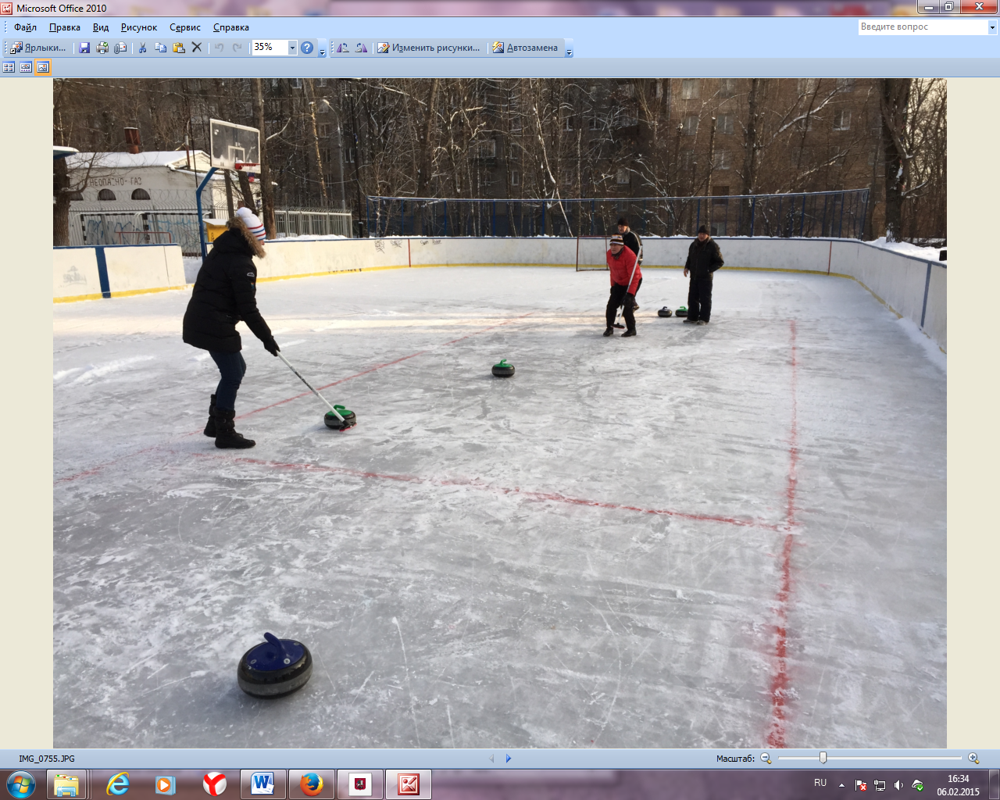 Microsoft Office 2010
Файл Правка Вид Рисунок Сервис Справка
Введите вопрос
Ярлыки...
35%
Изменить рисунки...
Автозамена
НЕОПАСНО-ГАЗ
IMG_0755.JPG
Масштаб:
RU
16:34
06.02.2015